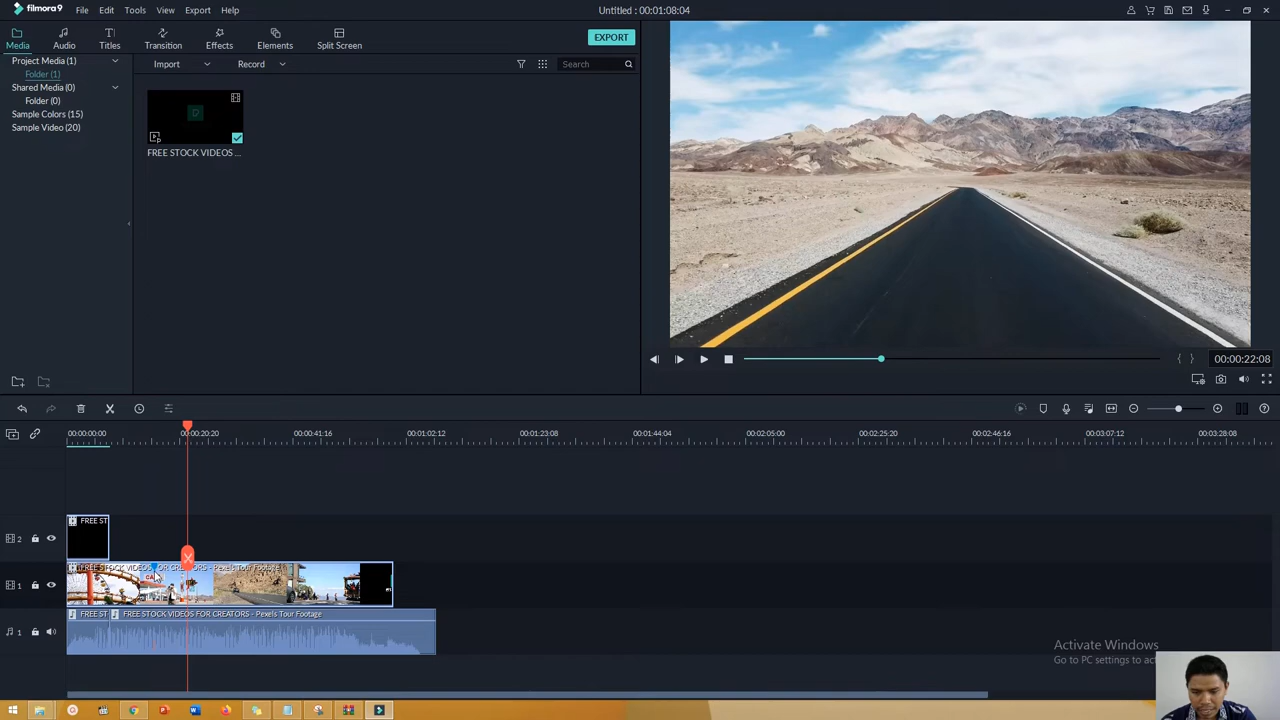 filmora9 File Edit Tools View Export Help Untitled : 00:01:08:04
Media Audio Titles Transition Effects Elements Split Screen EXPORT
Project Media (1)
Folder (1)
Shared Media (0)
Folder (0)
Sample Colors (15)
Sample Video (20)
Import Record Search
FREE STOCK VIDEOS ...
00:00:22:08
00:00:00:00 00:00:20:20 00:00:41:16 00:01:02:12 00:01:23:08 00:01:44:04 00:02:05:00 00:02:25:20 00:02:46:16 00:03:07:12 00:03:28:08
2 FREE ST
1 FREE STOCK VIDEOS FOR CREATORS - Pexels Tour Footage
1 FREE ST FREE STOCK VIDEOS FOR CREATORS - Pexels Tour Footage
Activate Windows
Go to PC settings to act